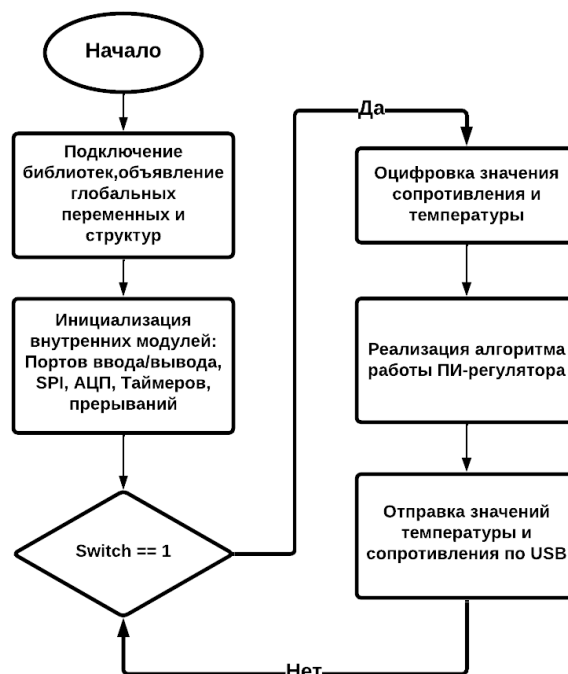 Начало
Подключение
библиотек,объявление
глобальных
переменных и
структур
Инициализация
внутренних модулей:
Портов ввода/вывода,
SPI, АЦП, Таймеров,
прерываний
Switch == 1
Да
Оцифровка значения
сопротивления и
температуры
Реализация алгоритма
работы ПИ-регулятора
Отправка значений
температуры и
сопротивления по USB
Нет